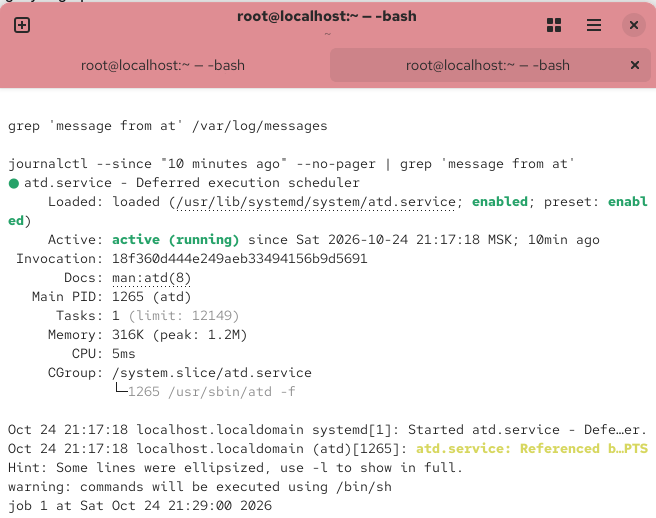 root@localhost:~ — -bash
~
root@localhost:~ — -bash
root@localhost:~ — -bash
grep 'message from at' /var/log/messages
journalctl --since "10 minutes ago" --no-pager | grep 'message from at'
● atd.service - Deferred execution scheduler
     Loaded: loaded (/usr/lib/systemd/system/atd.service; enabled; preset: enabl
ed)
     Active: active (running) since Sat 2026-10-24 21:17:18 MSK; 10min ago
 Invocation: 18f360d444e249aeb33494156b9d5691
       Docs: man:atd(8)
   Main PID: 1265 (atd)
      Tasks: 1 (limit: 12149)
     Memory: 316K (peak: 1.2M)
        CPU: 5ms
     CGroup: /system.slice/atd.service
             └─1265 /usr/sbin/atd -f
Oct 24 21:17:18 localhost.localdomain systemd[1]: Started atd.service - Defe…er.
Oct 24 21:17:18 localhost.localdomain (atd)[1265]: atd.service: Referenced b…PTS
Hint: Some lines were ellipsized, use -l to show in full.
warning: commands will be executed using /bin/sh
job 1 at Sat Oct 24 21:29:00 2026